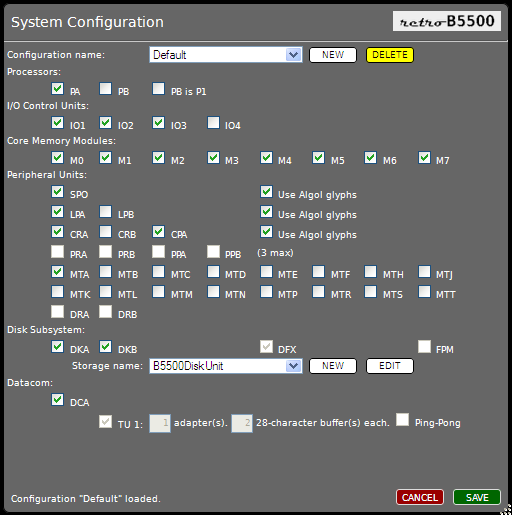 System Configuration
retro-B5500
Configuration name: Default NEW DELETE
Processors:
PA PB PB is P1
I/O Control Units:
IO1 IO2 IO3 IO4
Core Memory Modules:
M0 M1 M2 M3 M4 M5 M6 M7
Peripheral Units:
SPO Use Algol glyphs
LPA LPB Use Algol glyphs
CRA CRB CPA Use Algol glyphs
PRA PRB PPA PPB (3 max)
MTA MTB MTC MTD MTE MTF MTH MTJ
MTK MTL MTM MTN MTP MTR MTS MTT
DRA DRB
Disk Subsystem:
DKA DKB DFX FPM
Storage name: B5500DiskUnit NEW EDIT
Datacom:
DCA
TU 1: 1 adapter(s). 2 28-character buffer(s) each. Ping-Pong
Configuration "Default" loaded. CANCEL SAVE